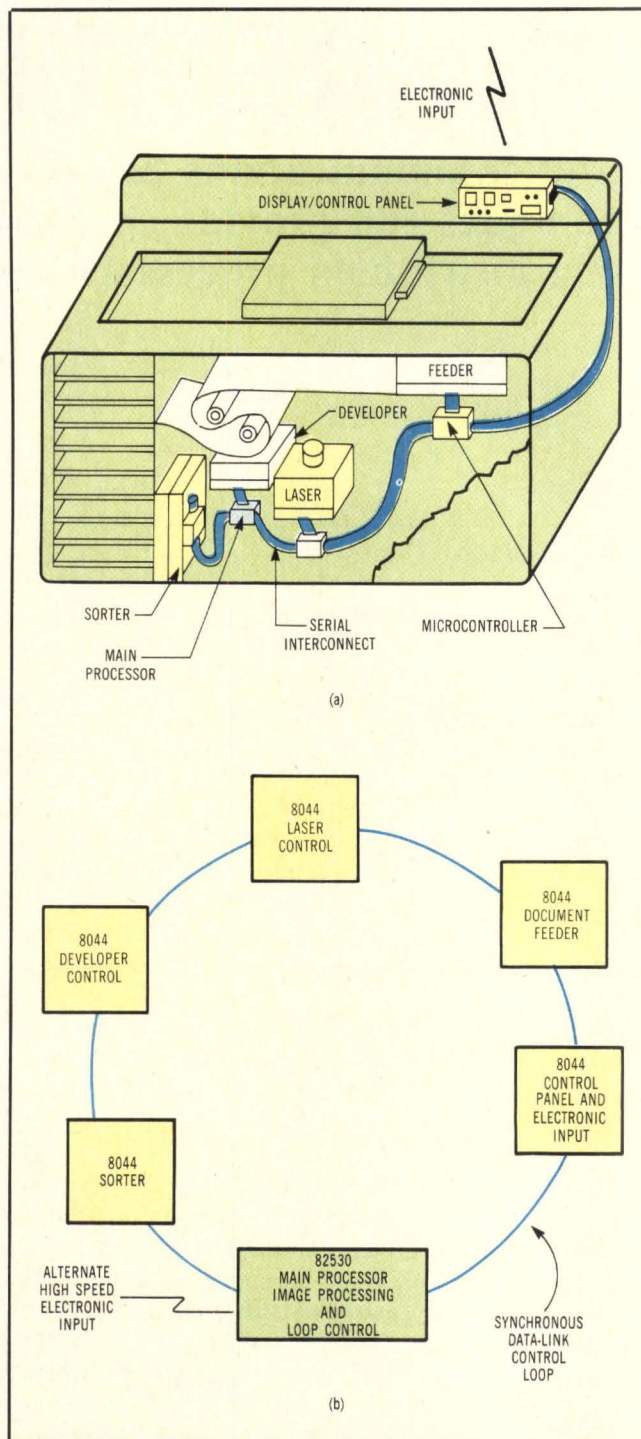 ELECTRONIC
INPUT
DISPLAY/CONTROL PANEL
FEEDER
DEVELOPER
LASER
SORTER
MAIN
PROCESSOR
SERIAL
INTERCONNECT
MICROCONTROLLER
(a)
8044
LASER
CONTROL
8044
DOCUMENT
FEEDER
8044
DEVELOPER
CONTROL
8044
CONTROL
PANEL AND
ELECTRONIC
INPUT
8044
SORTER
ALTERNATE
HIGH SPEED
ELECTRONIC
INPUT
82530
MAIN PROCESSOR
IMAGE PROCESSING
AND
LOOP CONTROL
SYNCHRONOUS
DATA-LINK
CONTROL
LOOP
(b)